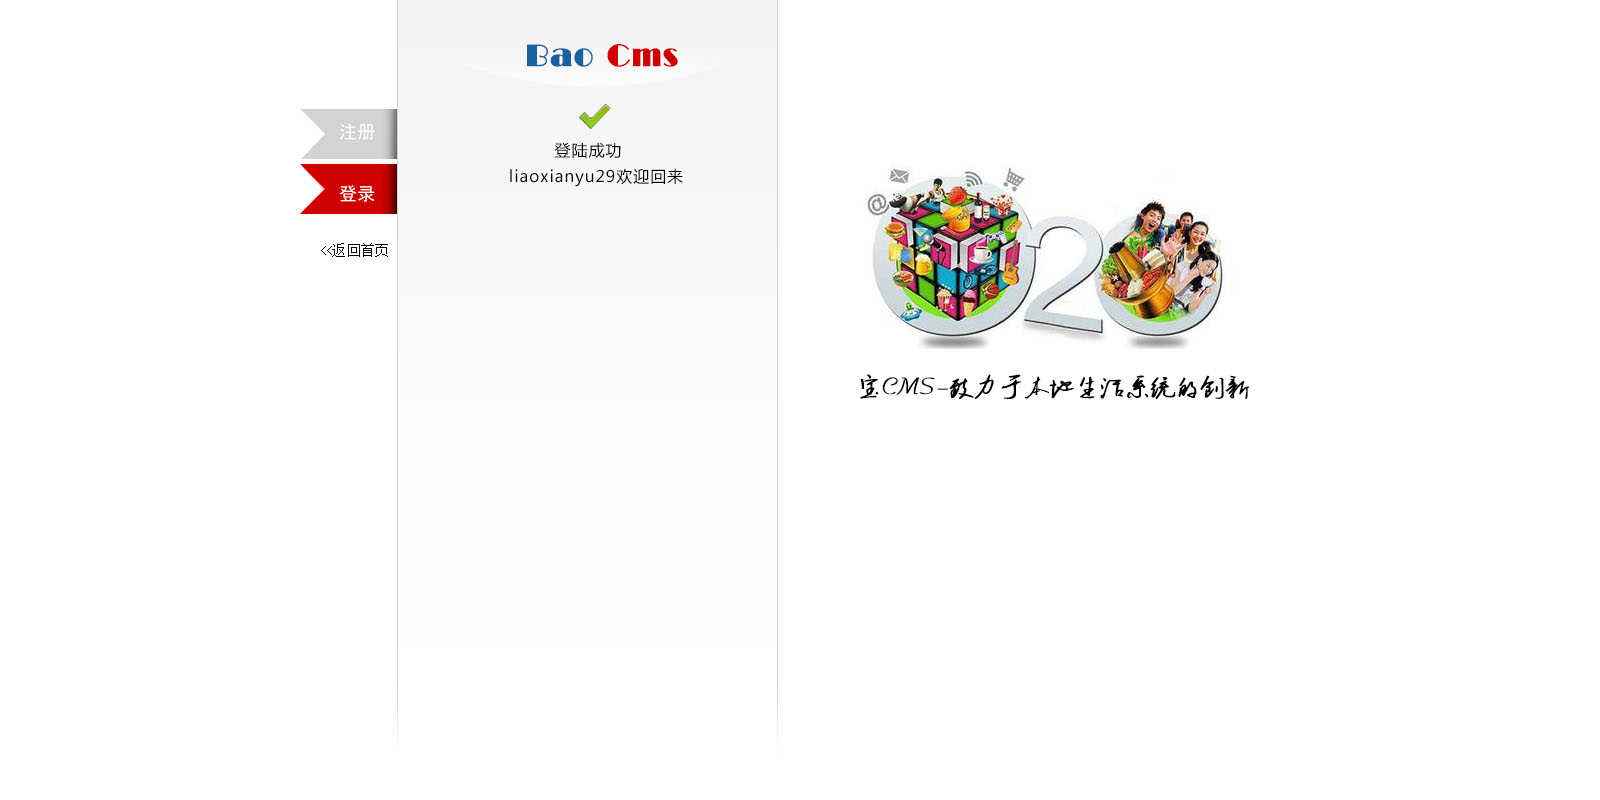 Bao Cms
注册
登录
<<返回首页
登陆成功
liaoxianyu29欢迎回来
@
O2O
宝CMS-致力于本地生活系统的创新